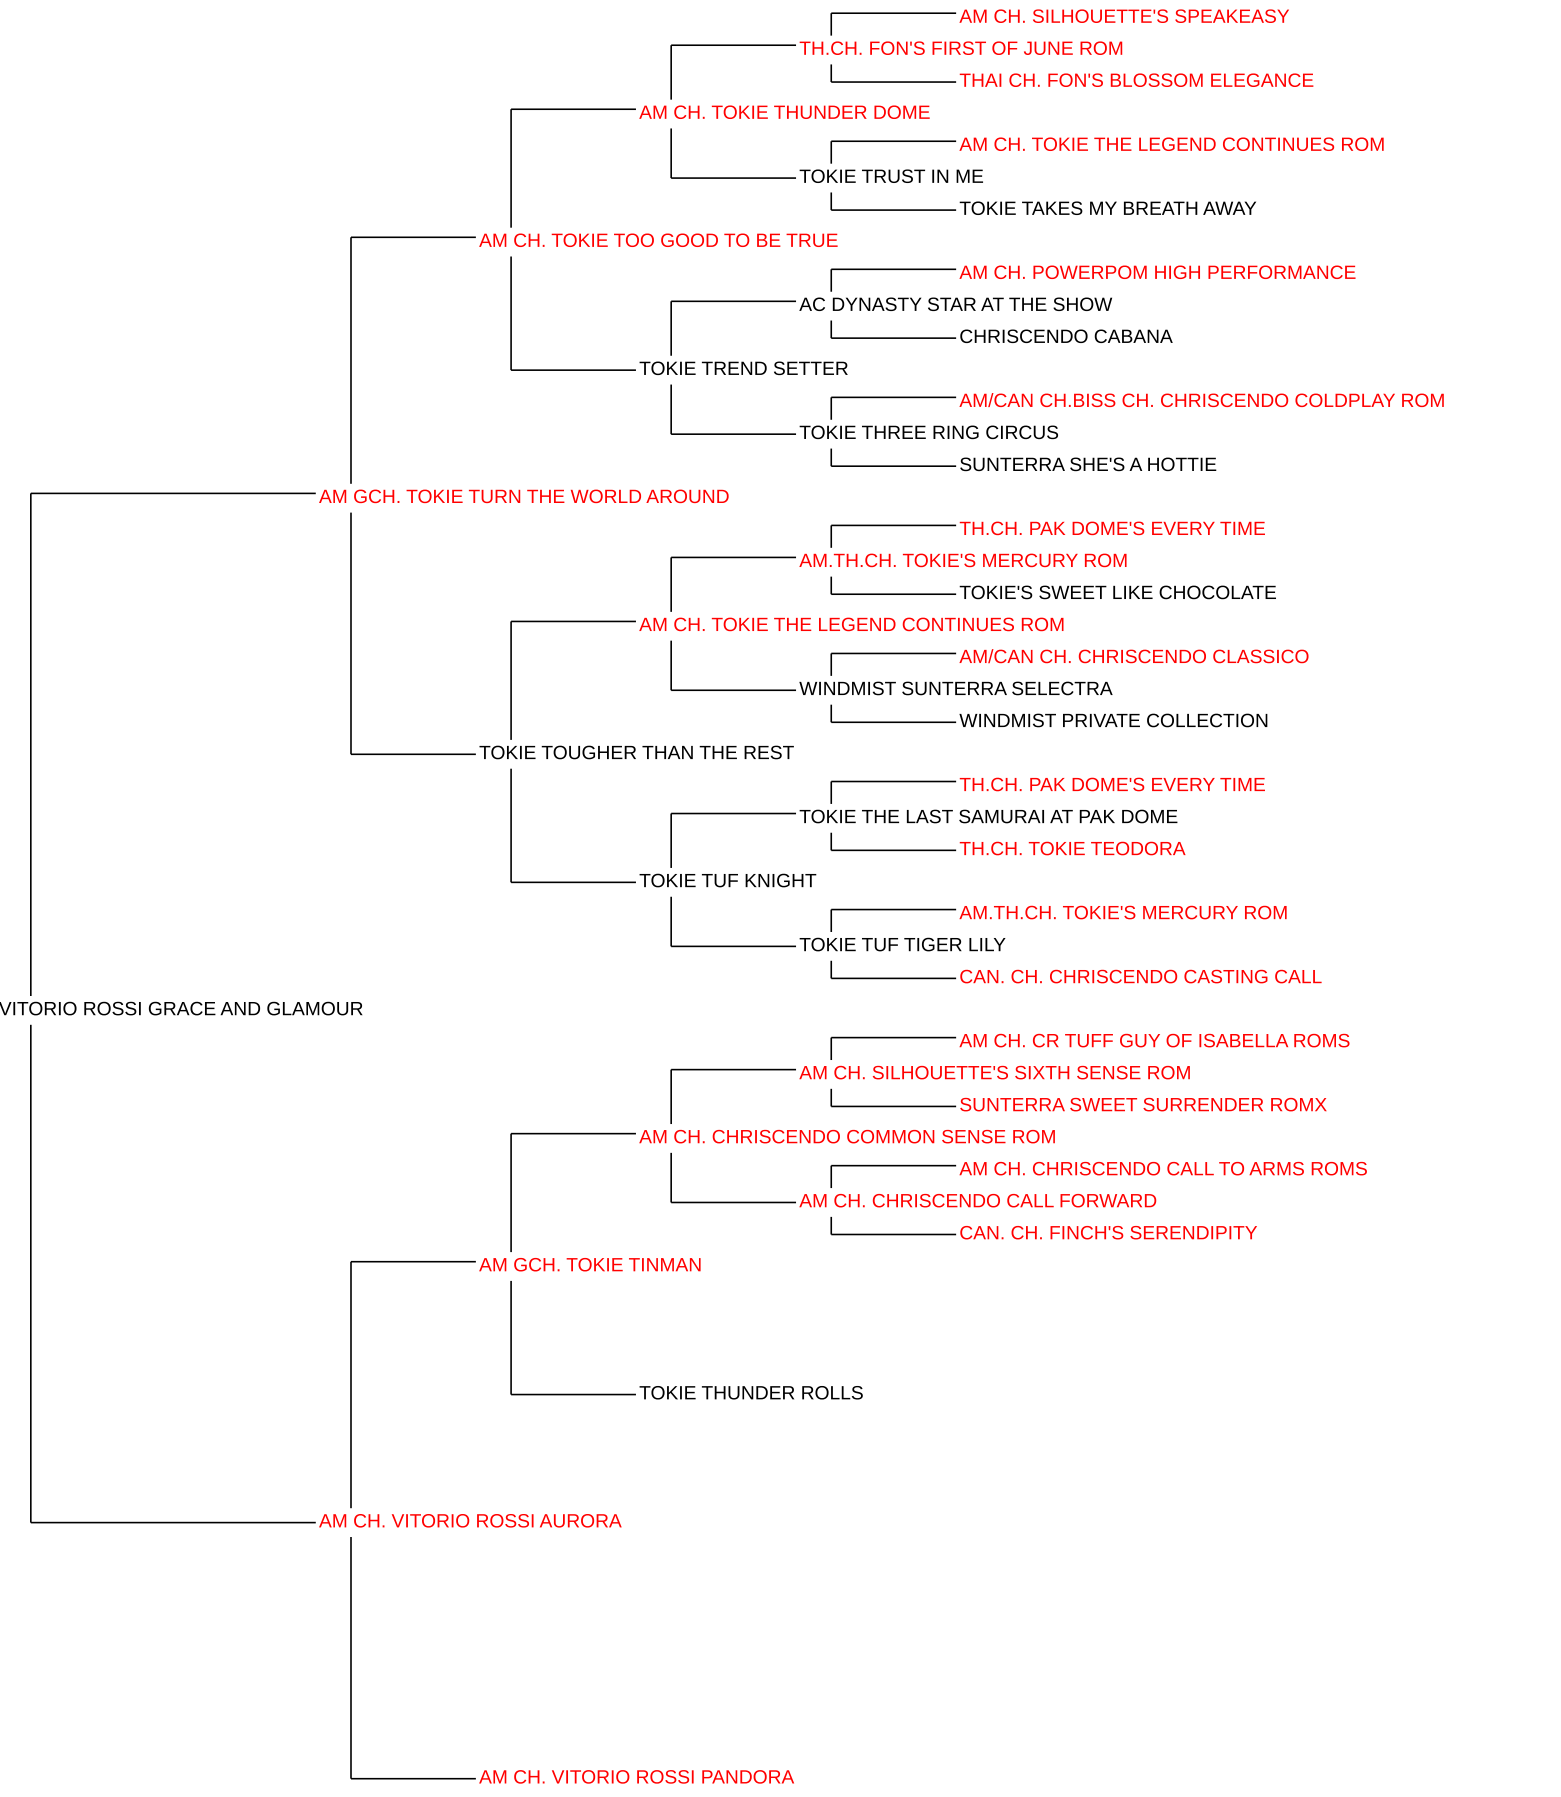 AM CH. SILHOUETTE'S SPEAKEASY
TH.CH. FON'S FIRST OF JUNE ROM
THAI CH. FON'S BLOSSOM ELEGANCE
AM CH. TOKIE THUNDER DOME
AM CH. TOKIE THE LEGEND CONTINUES ROM
TOKIE TRUST IN ME
TOKIE TAKES MY BREATH AWAY
AM CH. TOKIE TOO GOOD TO BE TRUE
AM CH. POWERPOM HIGH PERFORMANCE
AC DYNASTY STAR AT THE SHOW
CHRISCENDO CABANA
TOKIE TREND SETTER
AM/CAN CH.BISS CH. CHRISCENDO COLDPLAY ROM
TOKIE THREE RING CIRCUS
SUNTERRA SHE'S A HOTTIE
AM GCH. TOKIE TURN THE WORLD AROUND
TH.CH. PAK DOME'S EVERY TIME
AM.TH.CH. TOKIE'S MERCURY ROM
TOKIE'S SWEET LIKE CHOCOLATE
AM CH. TOKIE THE LEGEND CONTINUES ROM
AM/CAN CH. CHRISCENDO CLASSICO
WINDMIST SUNTERRA SELECTRA
WINDMIST PRIVATE COLLECTION
TOKIE TOUGHER THAN THE REST
TH.CH. PAK DOME'S EVERY TIME
TOKIE THE LAST SAMURAI AT PAK DOME
TH.CH. TOKIE TEODORA
TOKIE TUF KNIGHT
AM.TH.CH. TOKIE'S MERCURY ROM
TOKIE TUF TIGER LILY
CAN. CH. CHRISCENDO CASTING CALL
VITORIO ROSSI GRACE AND GLAMOUR
AM CH. CR TUFF GUY OF ISABELLA ROMS
AM CH. SILHOUETTE'S SIXTH SENSE ROM
SUNTERRA SWEET SURRENDER ROMX
AM CH. CHRISCENDO COMMON SENSE ROM
AM CH. CHRISCENDO CALL TO ARMS ROMS
AM CH. CHRISCENDO CALL FORWARD
CAN. CH. FINCH'S SERENDIPITY
AM GCH. TOKIE TINMAN
TOKIE THUNDER ROLLS
AM CH. VITORIO ROSSI AURORA
AM CH. VITORIO ROSSI PANDORA